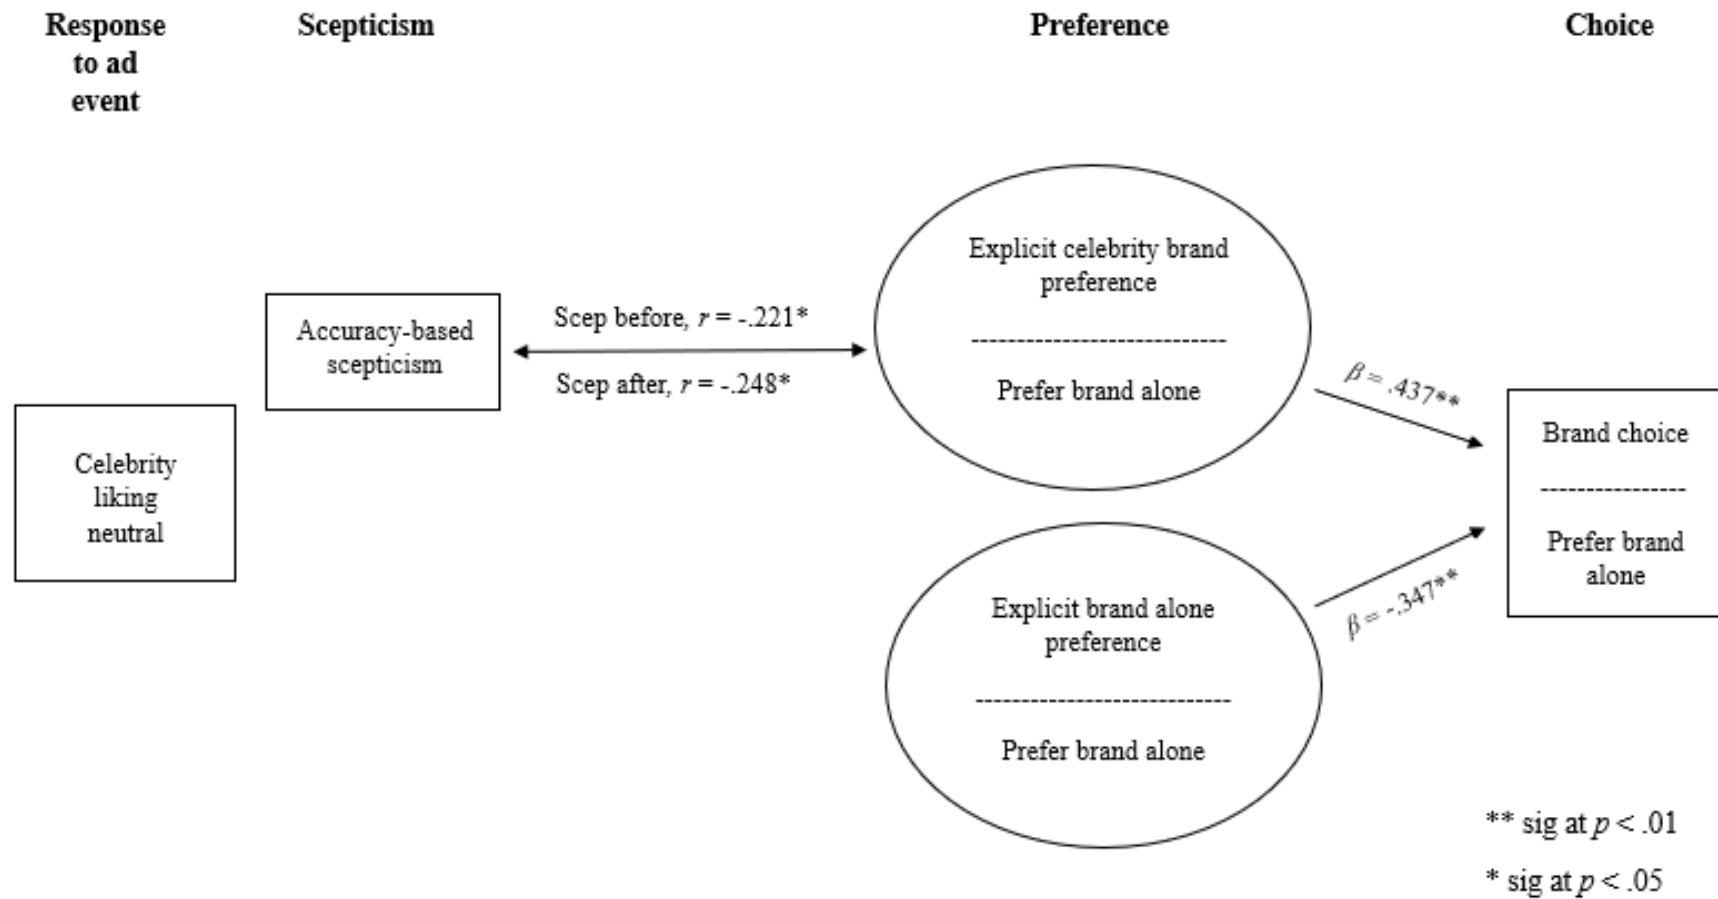 Response
to ad
event
Scepticism
Preference
Choice
Celebrity
liking
neutral
Accuracy-based
scepticism
Scep before, r = -.221*
Scep after, r = -.248*
Explicit celebrity brand
preference
---------------------------
Prefer brand alone
Explicit brand alone
preference
---------------------------
Prefer brand alone
β = .437**
β = -.347**
Brand choice
----------------
Prefer brand
alone
** sig at p < .01
* sig at p < .05